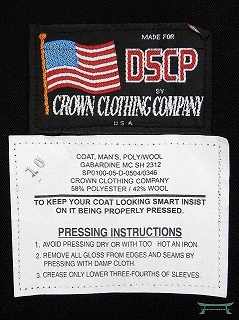 MADE FOR
DSCP
BY
CROWN CLOTHING COMPANY
U.S.A.
10
COAT, MAN'S, POLY/WOOL
GABARDINE MC SH 2312
SP0100-05-D-0504/0346
CROWN CLOTHING COMPANY
58% POLYESTER / 42% WOOL
TO KEEP YOUR COAT LOOKING SMART INSIST
ON IT BEING PROPERLY PRESSED.
PRESSING INSTRUCTIONS
1. AVOID PRESSING DRY OR WITH TOO HOT AN IRON.
2. REMOVE ALL GLOSS FROM EDGES AND SEAMS BY
PRESSING WITH DAMP CLOTH.
3. CREASE ONLY LOWER THREE-FOURTHS OF SLEEVES.